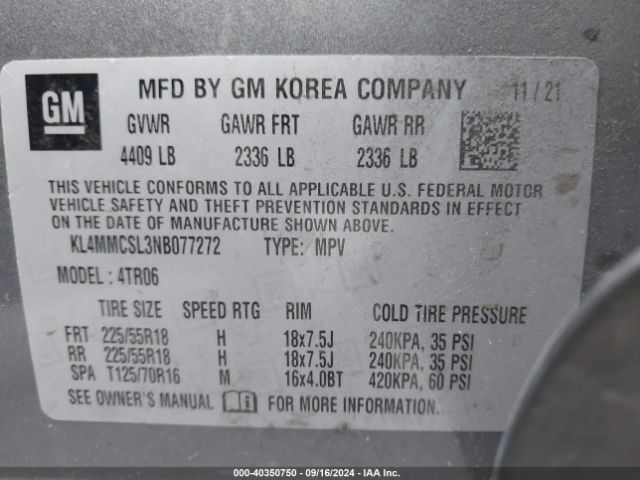 GM
MFD BY GM KOREA COMPANY 11/21
GVWR GAWR FRT GAWR RR
4409 LB 2336 LB 2336 LB
THIS VEHICLE CONFORMS TO ALL APPLICABLE U.S. FEDERAL MOTOR
VEHICLE SAFETY AND THEFT PREVENTION STANDARDS IN EFFECT
ON THE DATE OF MANUFACTURE SHOWN ABOVE.
KL4MMCSL3NB077272 TYPE: MPV
MODEL: 4TR06
TIRE SIZE SPEED RTG RIM COLD TIRE PRESSURE
FRT 225/55R18 H 18x7.5J 240KPA, 35 PSI
RR 225/55R18 H 18x7.5J 240KPA, 35 PSI
SPA T125/70R16 M 16x4.0BT 420KPA, 60 PSI
SEE OWNER'S MANUAL FOR MORE INFORMATION
000-40350750 - 09/16/2024 - IAAI.com